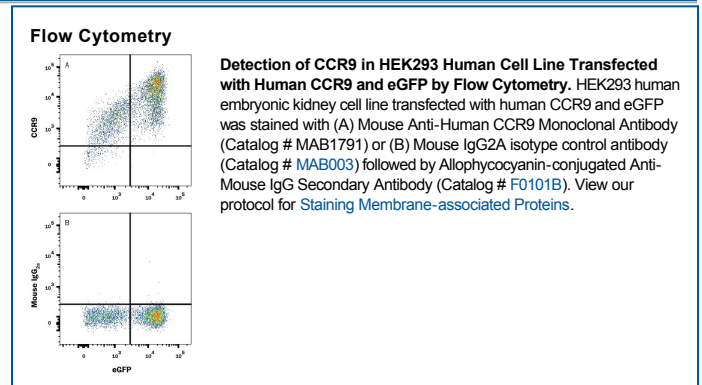 Flow Cytometry
Detection of CCR9 in HEK293 Human Cell Line Transfected
with Human CCR9 and eGFP by Flow Cytometry. HEK293 human
embryonic kidney cell line transfected with human CCR9 and eGFP
was stained with (A) Mouse Anti-Human CCR9 Monoclonal Antibody
(Catalog # MAB1791) or (B) Mouse IgG2A isotype control antibody
(Catalog # MAB003) followed by Allophycocyanin-conjugated Anti-
Mouse IgG Secondary Antibody (Catalog # F0101B). View our
protocol for Staining Membrane-associated Proteins.
A
CCR9
10⁵
10⁴
10³
0
0 10³ 10⁴ 10⁵
B
Mouse IgG₂ₐ
10⁵
10⁴
10³
0
0 10³ 10⁴ 10⁵
eGFP